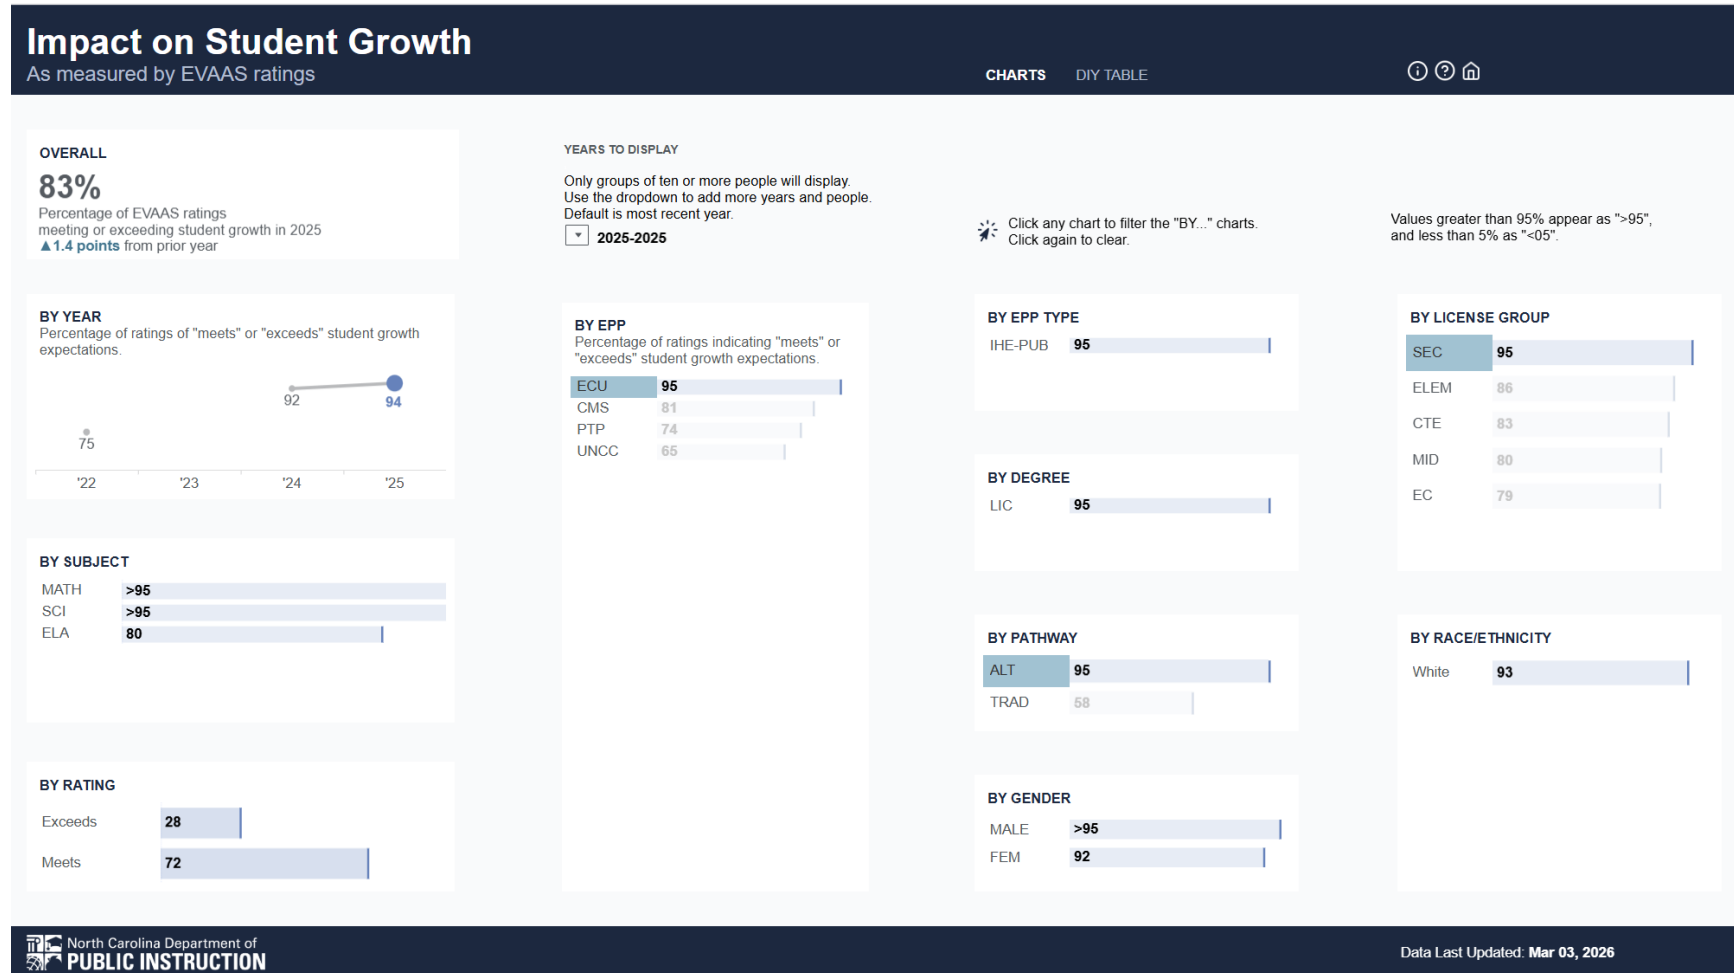 Impact on Student Growth
As measured by EVAAS ratings
CHARTS
DIY TABLE
OVERALL
83%
Percentage of EVAAS ratings
meeting or exceeding student growth in 2025
▲1.4 points from prior year
YEARS TO DISPLAY
Only groups of ten or more people will display.
Use the dropdown to add more years and people.
Default is most recent year.
2025-2025
Click any chart to filter the "BY..." charts.
Click again to clear.
Values greater than 95% appear as ">95",
and less than 5% as "<05".
BY YEAR
Percentage of ratings of "meets" or "exceeds" student growth
expectations.
75
92
94
'22
'23
'24
'25
BY SUBJECT
MATH >95
SCI >95
ELA 80
BY RATING
Exceeds 28
Meets 72
BY EPP
Percentage of ratings indicating "meets" or
"exceeds" student growth expectations.
ECU 95
CMS 81
PTP 74
UNCC 65
BY EPP TYPE
IHE-PUB 95
BY DEGREE
LIC 95
BY PATHWAY
ALT 95
TRAD 58
BY GENDER
MALE >95
FEM 92
BY LICENSE GROUP
SEC 95
ELEM 86
CTE 83
MID 80
EC 79
BY RACE/ETHNICITY
White 93
North Carolina Department of
PUBLIC INSTRUCTION
Data Last Updated: Mar 03, 2026